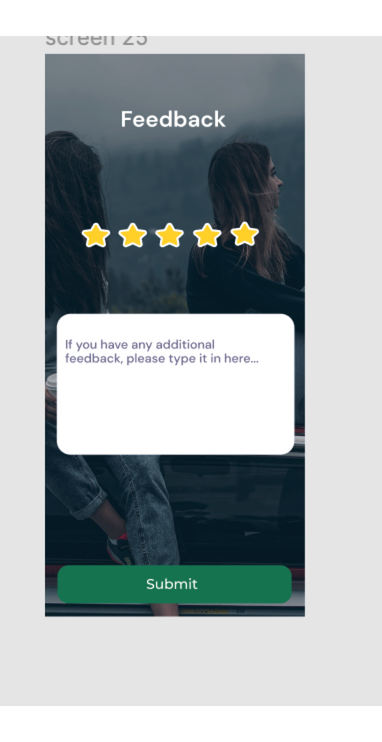 screen 25
Feedback
If you have any additional
feedback, please type it in here...
Submit